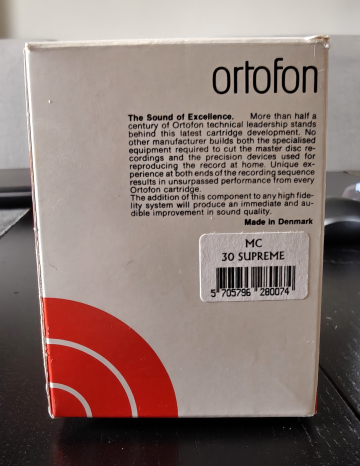 ortofon
The Sound of Excellence. More than half a
century of Ortofon technical leadership stands
behind this latest cartridge development. No
other manufacturer builds both the specialised
equipment required to cut the master disc re-
cordings and the precision devices used for
reproducing the record at home. Unique ex-
perience at both ends of the recording sequence
results in unsurpassed performance from every
Ortofon cartridge.
The addition of this component to any high fide-
lity system will produce an immediate and au-
dible improvement in sound quality.
Made in Denmark
MC
30 SUPREME
5 705796 280074